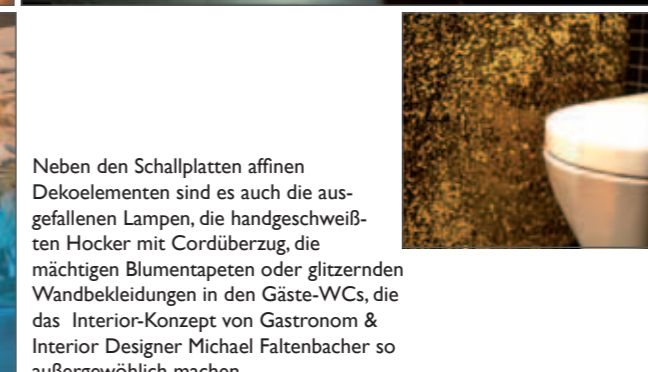 Neben den Schallplatten affinen
Dekoelementen sind es auch die aus-
gefallenen Lampen, die handgeschweiß-
ten Hocker mit Cordüberzug, die
mächtigen Blumentapeten oder glitzernden
Wandbekleidungen in den Gäste-WCs, die
das Interior-Konzept von Gastronom &
Interior Designer Michael Faltenbacher so
außergewöhlich machen